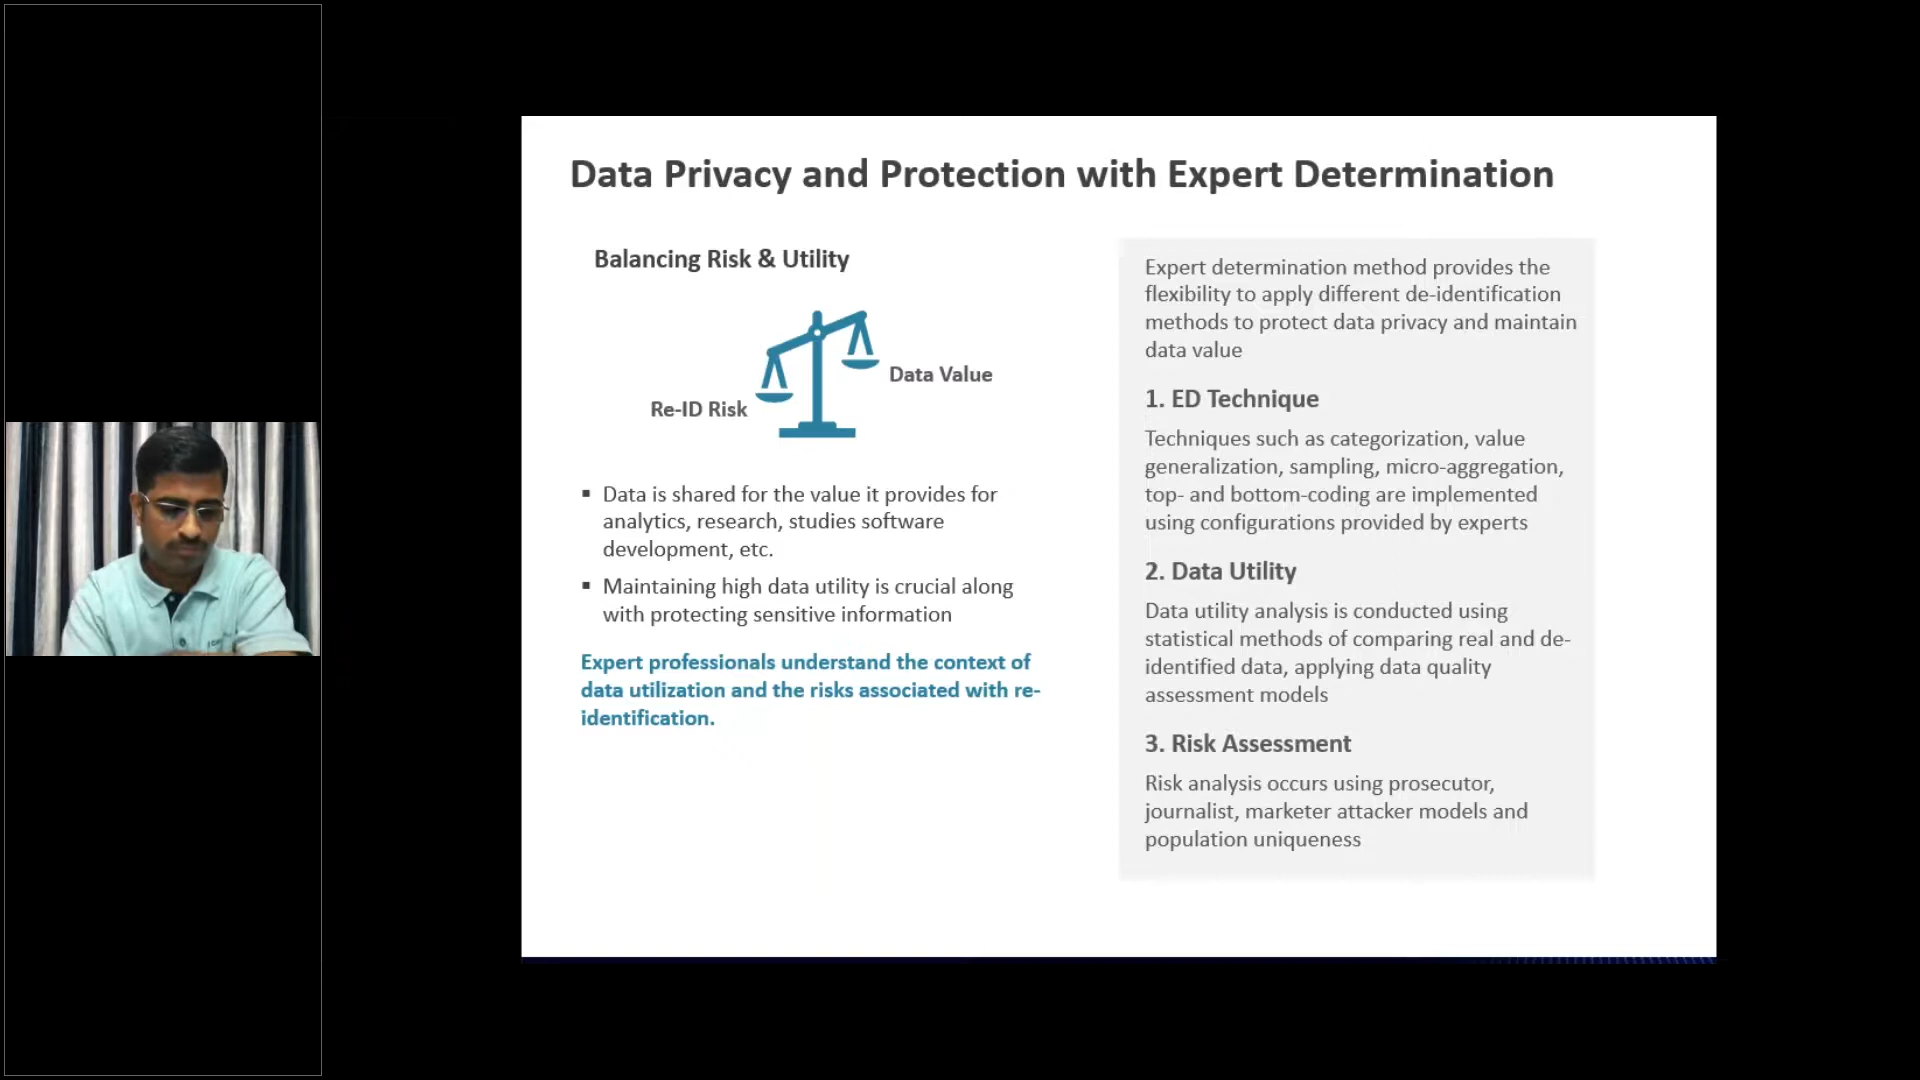 Data Privacy and Protection with Expert Determination
Balancing Risk & Utility
Data Value
Re-ID Risk
▪ Data is shared for the value it provides for
analytics, research, studies software
development, etc.
▪ Maintaining high data utility is crucial along
with protecting sensitive information
Expert professionals understand the context of
data utilization and the risks associated with re-
identification.
Expert determination method provides the
flexibility to apply different de-identification
methods to protect data privacy and maintain
data value
1. ED Technique
Techniques such as categorization, value
generalization, sampling, micro-aggregation,
top- and bottom-coding are implemented
using configurations provided by experts
2. Data Utility
Data utility analysis is conducted using
statistical methods of comparing real and de-
identified data, applying data quality
assessment models
3. Risk Assessment
Risk analysis occurs using prosecutor,
journalist, marketer attacker models and
population uniqueness